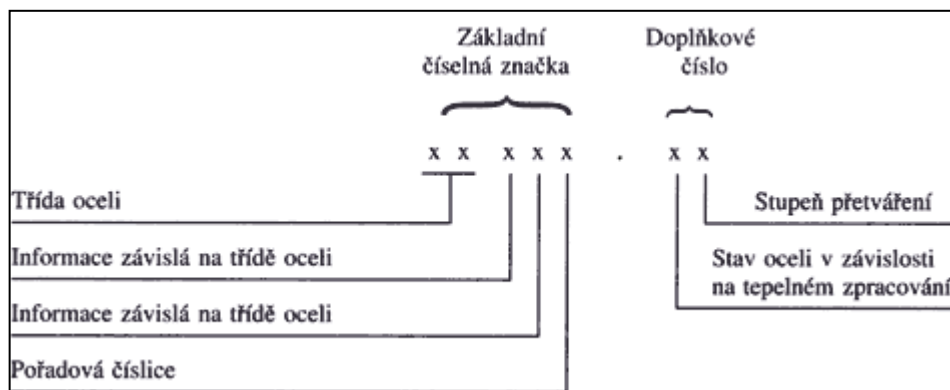 Základní
číselná značka
Doplňkové
číslo
x x x x x . x x
Třída oceli
Stupeň přetváření
Informace závislá na třídě oceli
Stav oceli v závislosti
na tepelném zpracování
Informace závislá na třídě oceli
Pořadová číslice